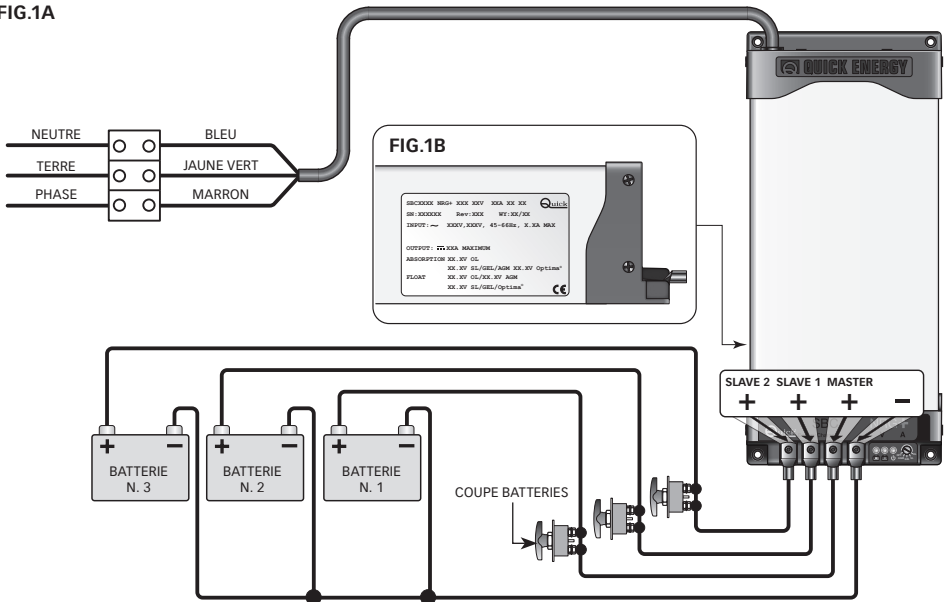 FIG.1A
QUICK ENERGY
NEUTRE
BLEU
TERRE
JAUNE VERT
PHASE
MARRON
FIG.1B
SBCXXXX NRG+ XXX XXV XXA XX XX Quick
SN:XXXXXX Rev:XXX WY:XX/XX
INPUT: ~ XXXV,XXXV, 45-66Hz, X.XA MAX
OUTPUT: XXA MAXIMUM
ABSORPTION XX.XV OL
XX.XV SL/GEL/AGM XX.XV Optima®
FLOAT XX.XV OL/XX.XV AGM
XX.XV SL/GEL/Optima®
CE
SLAVE 2 SLAVE 1 MASTER
+ + + −
+ − + − + −
BATTERIE
N. 3
BATTERIE
N. 2
BATTERIE
N. 1
COUPE BATTERIES